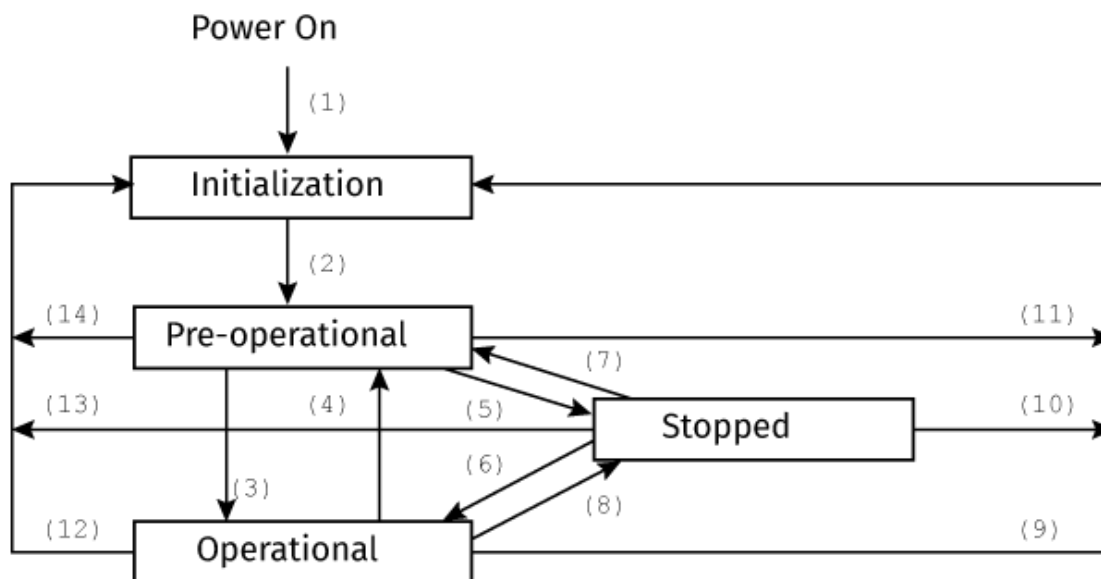 Power On
(1)
Initialization
(2)
(14)
Pre-operational
(11)
(7)
(13)
(4)
(5)
Stopped
(10)
(6)
(3)
(8)
(12)
Operational
(9)